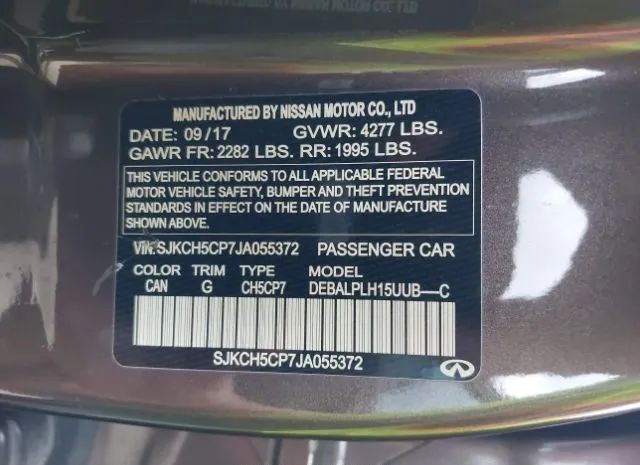 MANUFACTURED BY NISSAN MOTOR CO., LTD
DATE: 09/17 GVWR: 4277 LBS.
GAWR FR: 2282 LBS. RR: 1995 LBS.
THIS VEHICLE CONFORMS TO ALL APPLICABLE FEDERAL
MOTOR VEHICLE SAFETY, BUMPER AND THEFT PREVENTION
STANDARDS IN EFFECT ON THE DATE OF MANUFACTURE
SHOWN ABOVE.
VIN:SJKCH5CP7JA055372 PASSENGER CAR
COLOR TRIM TYPE MODEL
CAN G CH5CP7 DEBALPLH15UUB—C
SJKCH5CP7JA055372